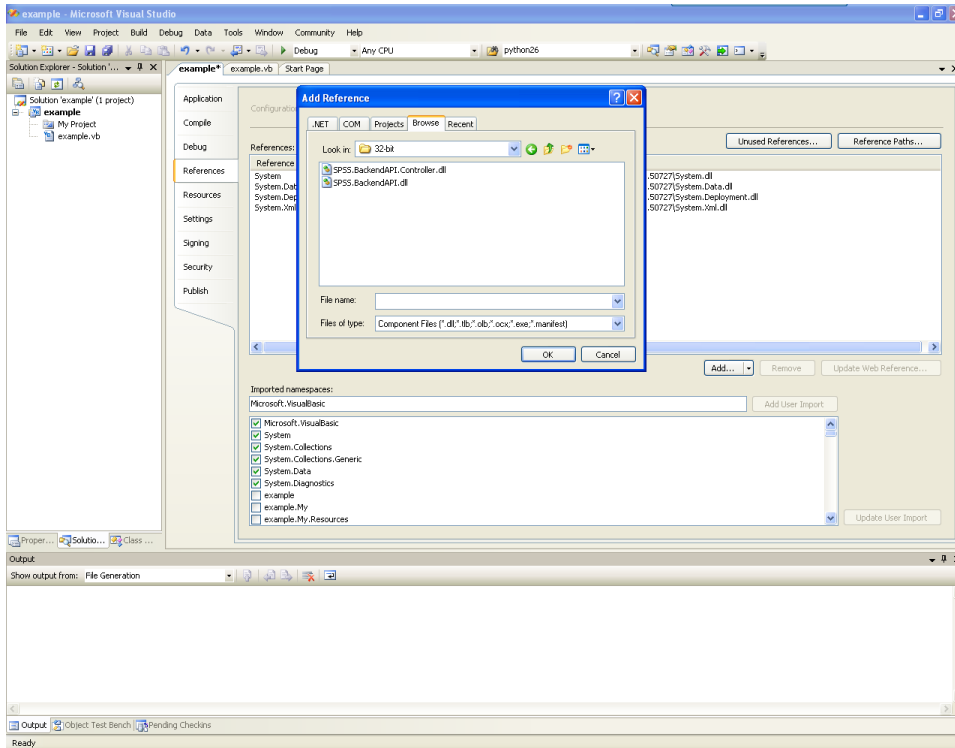 example - Microsoft Visual Studio
File Edit View Project Build Debug Data Tools Window Community Help
Debug Any CPU python26
Solution Explorer - Solution '...
example* example.vb Start Page
Solution 'example' (1 project)
example
My Project
example.vb
Application
Compile
Debug
References
Resources
Settings
Signing
Security
Publish
References:
Unused References... Reference Paths...
Reference
System .50727\System.dll
System.Dat .50727\System.Data.dll
System.Dep .50727\System.Deployment.dll
System.Xml .50727\System.Xml.dll
Add Reference
.NET COM Projects Browse Recent
Look in: 32-bit
SPSS.BackendAPI.Controller.dll
SPSS.BackendAPI.dll
File name:
Files of type: Component Files (*.dll;*.tlb;*.olb;*.ocx;*.exe;*.manifest)
OK Cancel
Add... Remove Update Web Reference...
Imported namespaces:
Microsoft.VisualBasic Add User Import
Microsoft.VisualBasic
System
System.Collections
System.Collections.Generic
System.Data
System.Diagnostics
example
example.My
example.My.Resources
Update User Import
Proper... Solutio... Class ...
Output
Show output from: File Generation
Output Object Test Bench Pending Checkins
Ready